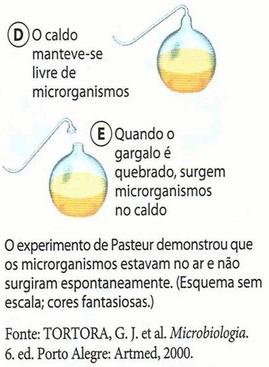 D O caldo
manteve-se
livre de
microrganismos
E Quando o
gargalo é
quebrado, surgem
microrganismos
no caldo
O experimento de Pasteur demonstrou que
os microrganismos estavam no ar e não
surgiram espontaneamente. (Esquema sem
escala; cores fantasiosas.)
Fonte: TORTORA, G. J. et al. Microbiologia.
6. ed. Porto Alegre: Artmed, 2000.